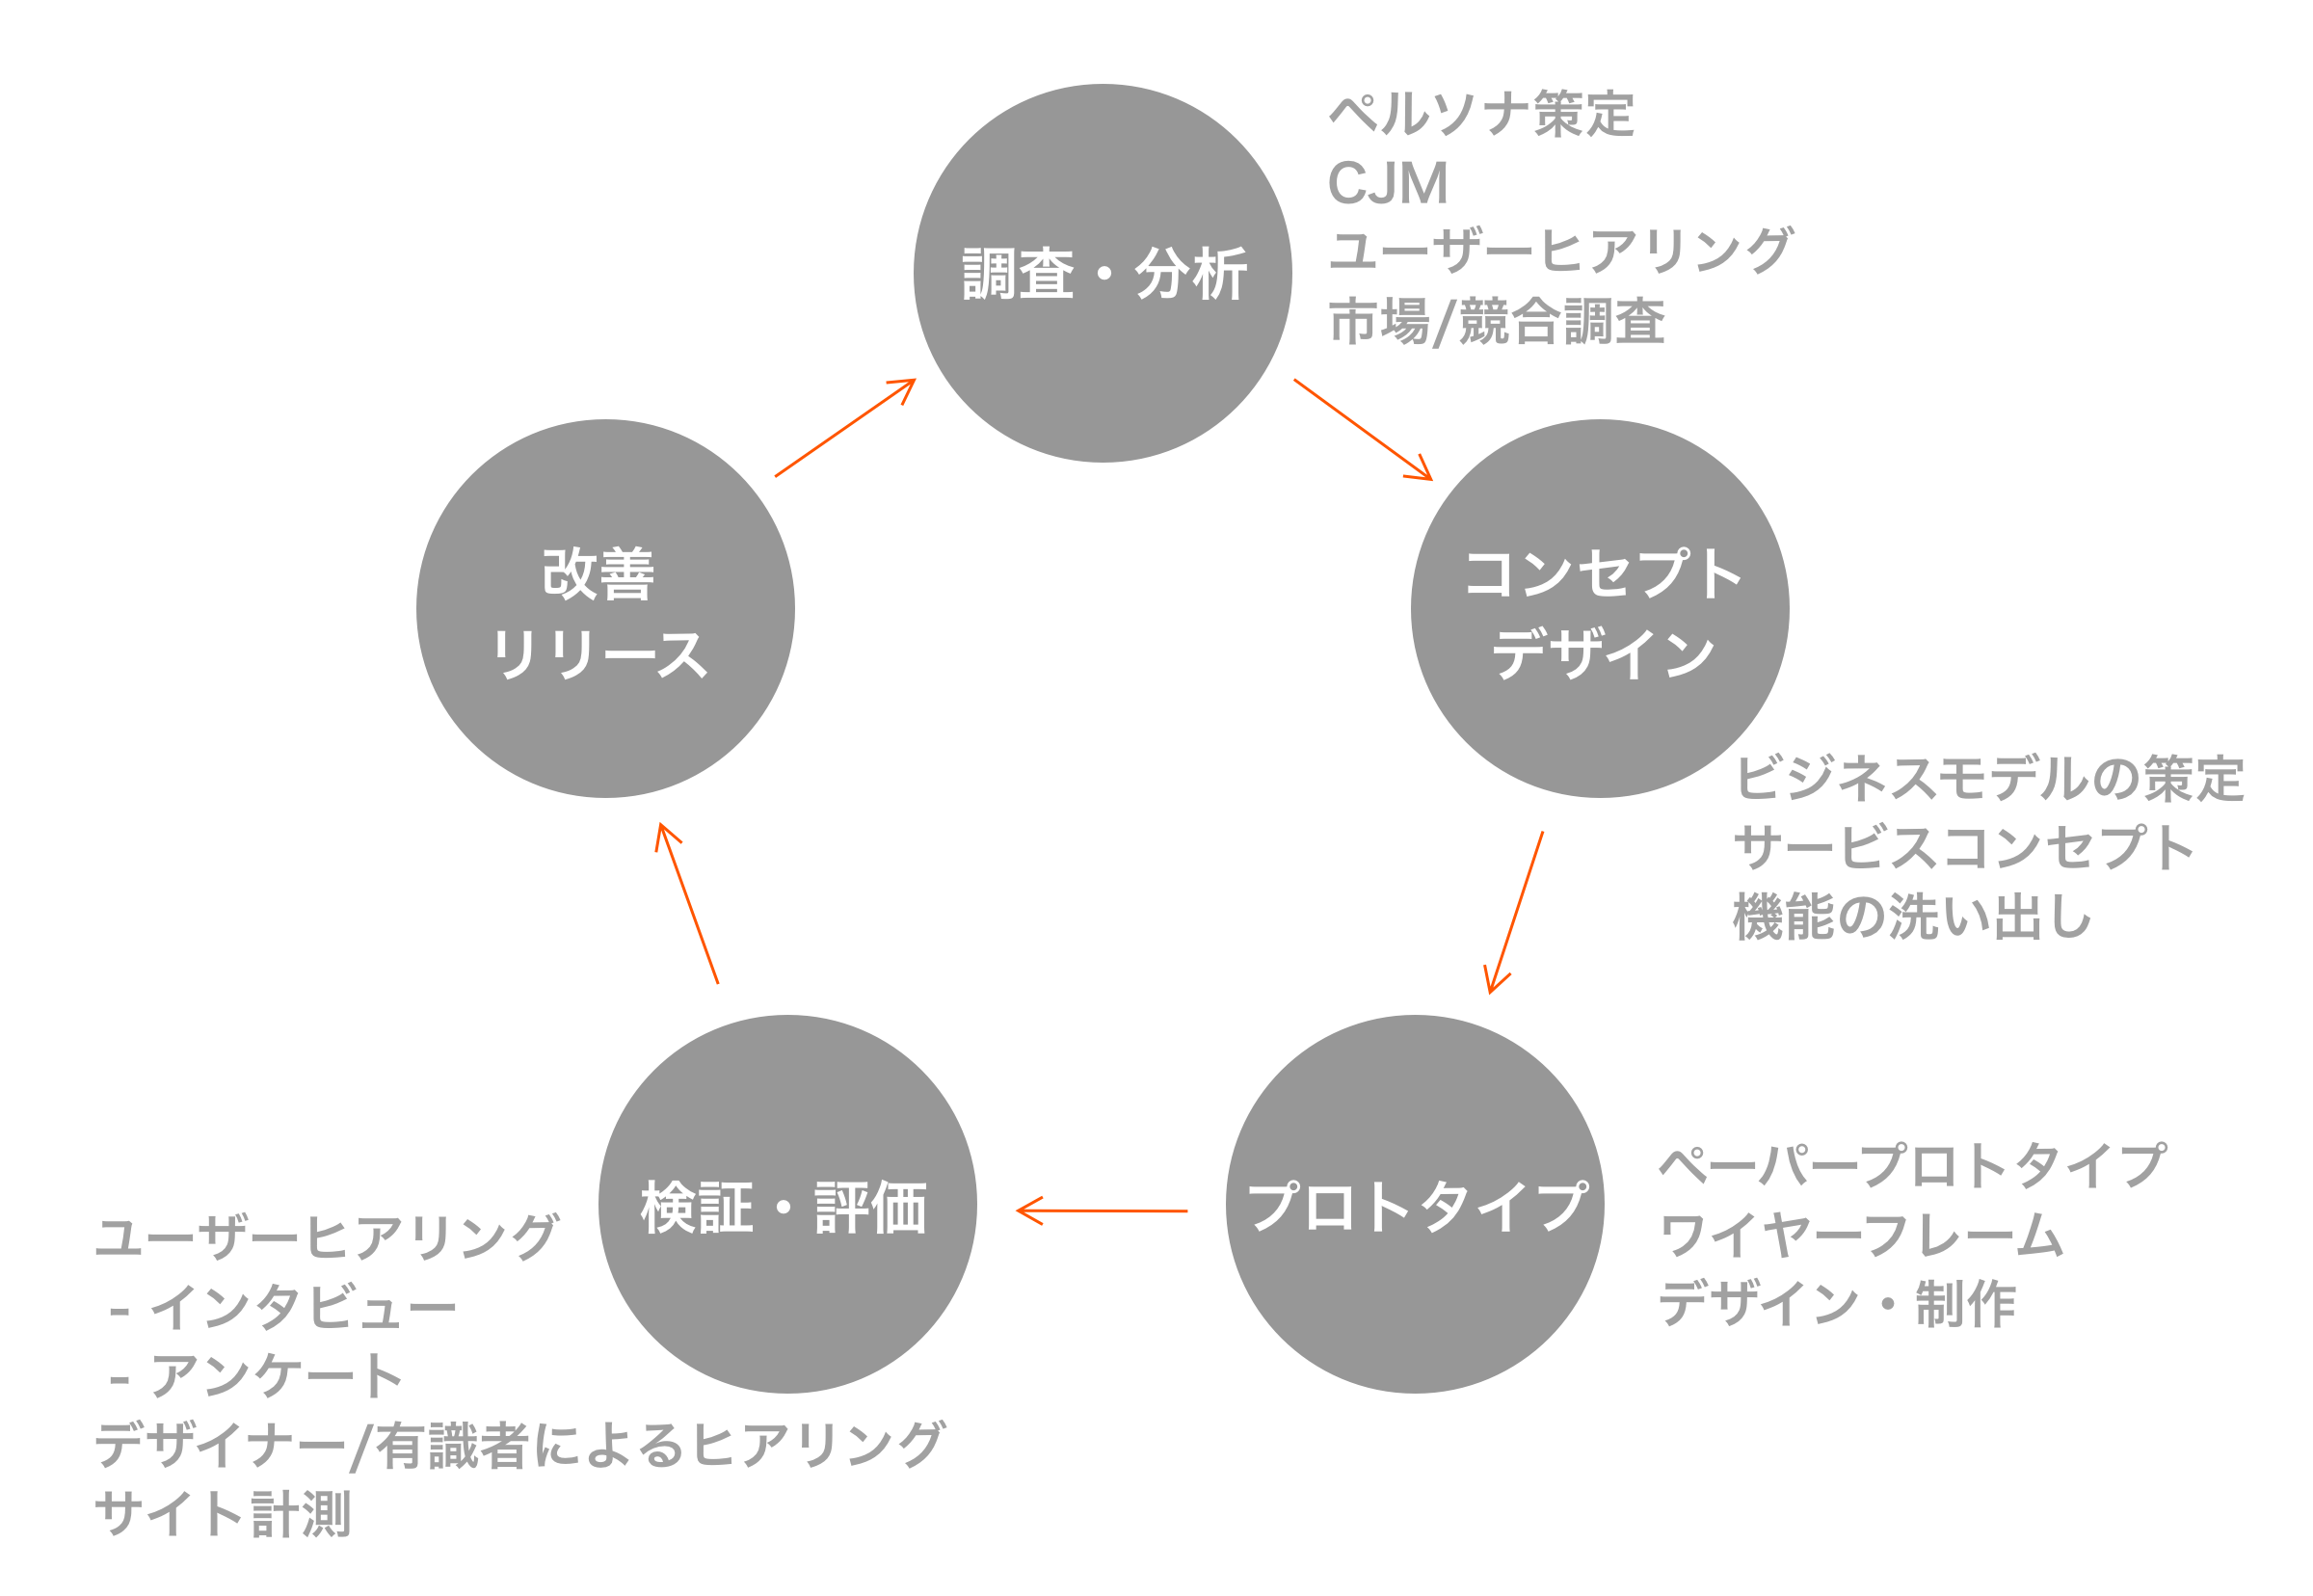 調査・分析
ペルソナ策定
CJM
ユーザーヒアリング
市場/競合調査
コンセプト
デザイン
ビジネスモデルの策定
サービスコンセプト
機能の洗い出し
プロトタイプ
ペーパープロトタイプ
ワイヤーフレーム
デザイン・制作
検証・評価
ユーザーヒアリング
- インタビュー
- アンケート
デザイナー/有識者によるヒアリング
サイト計測
改善
リリース